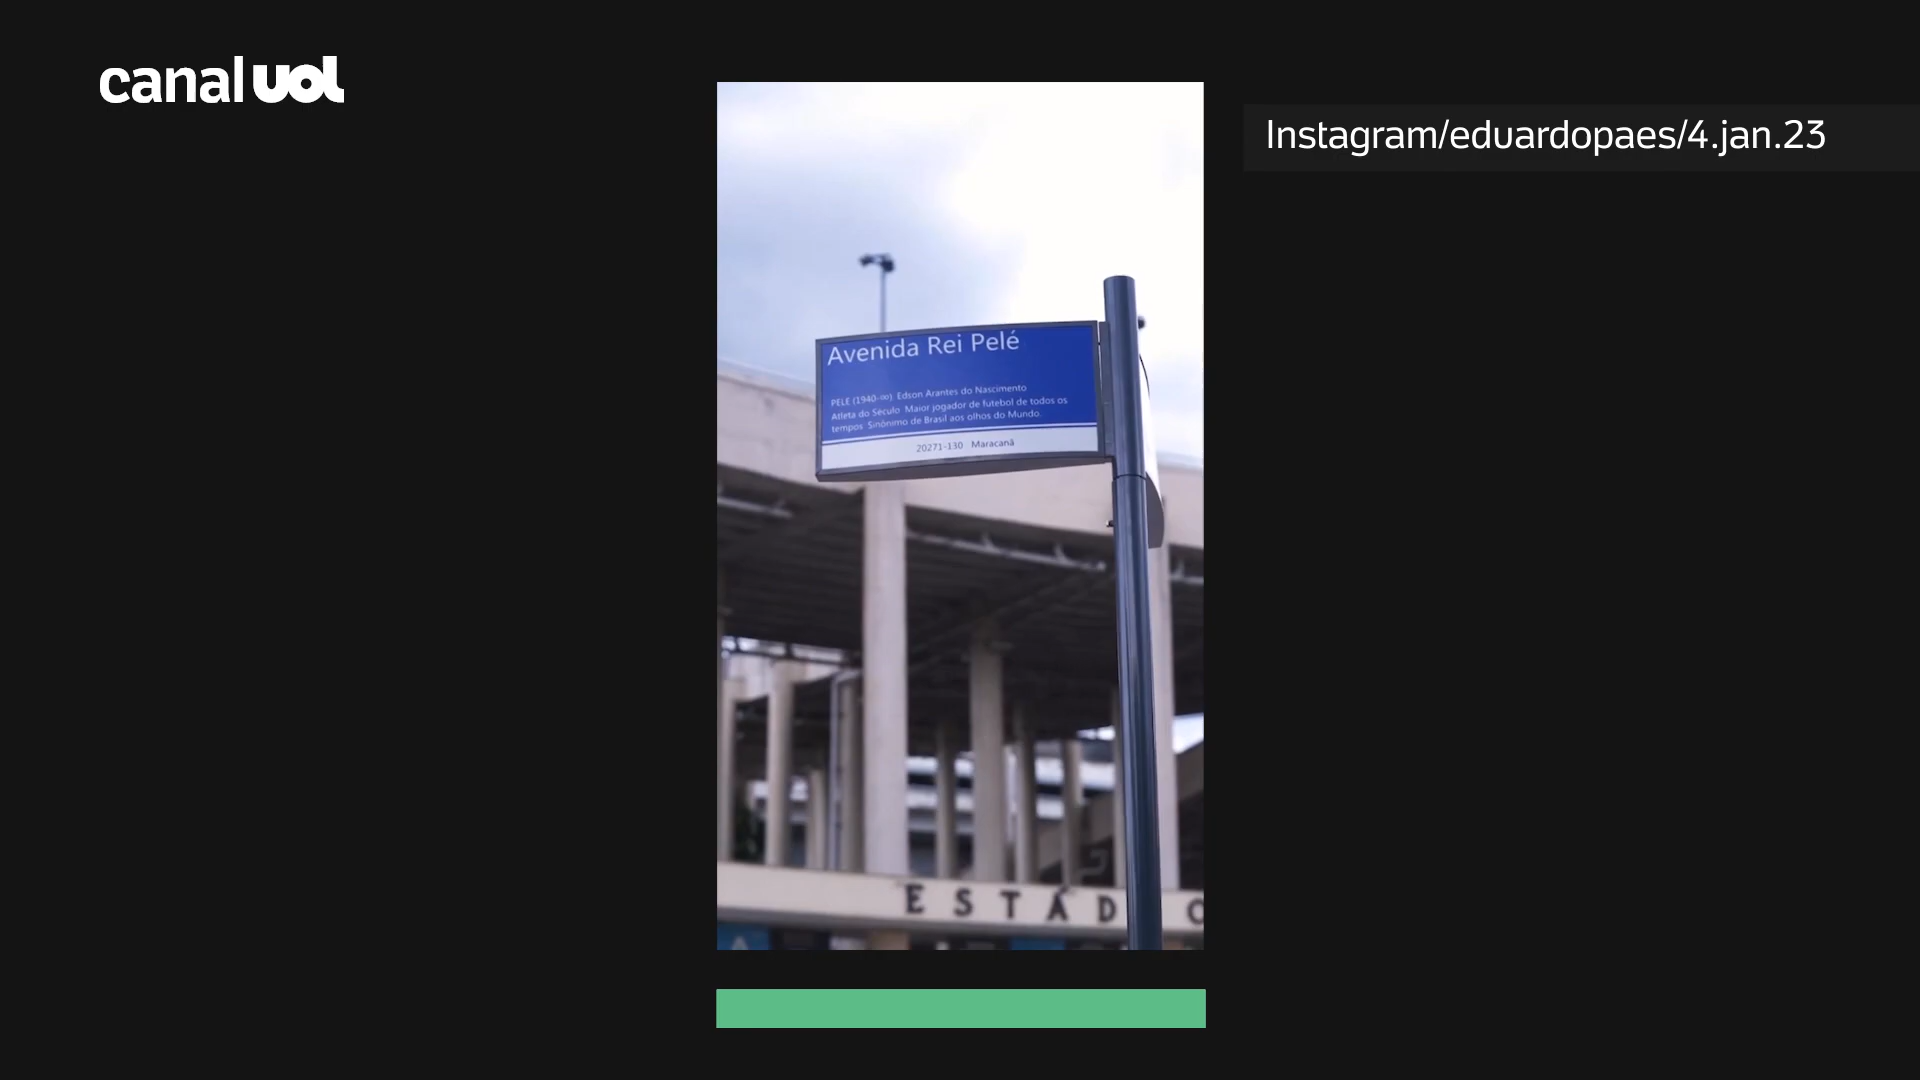 canal uol
Instagram/eduardopaes/4.jan.23
Avenida Rei Pelé
PELÉ (1940-∞). Edson Arantes do Nascimento
Atleta do Século Maior jogador de futebol de todos os
tempos Sinônimo de Brasil aos olhos do Mundo.
20271-130 Maracanã
ESTÁDIO